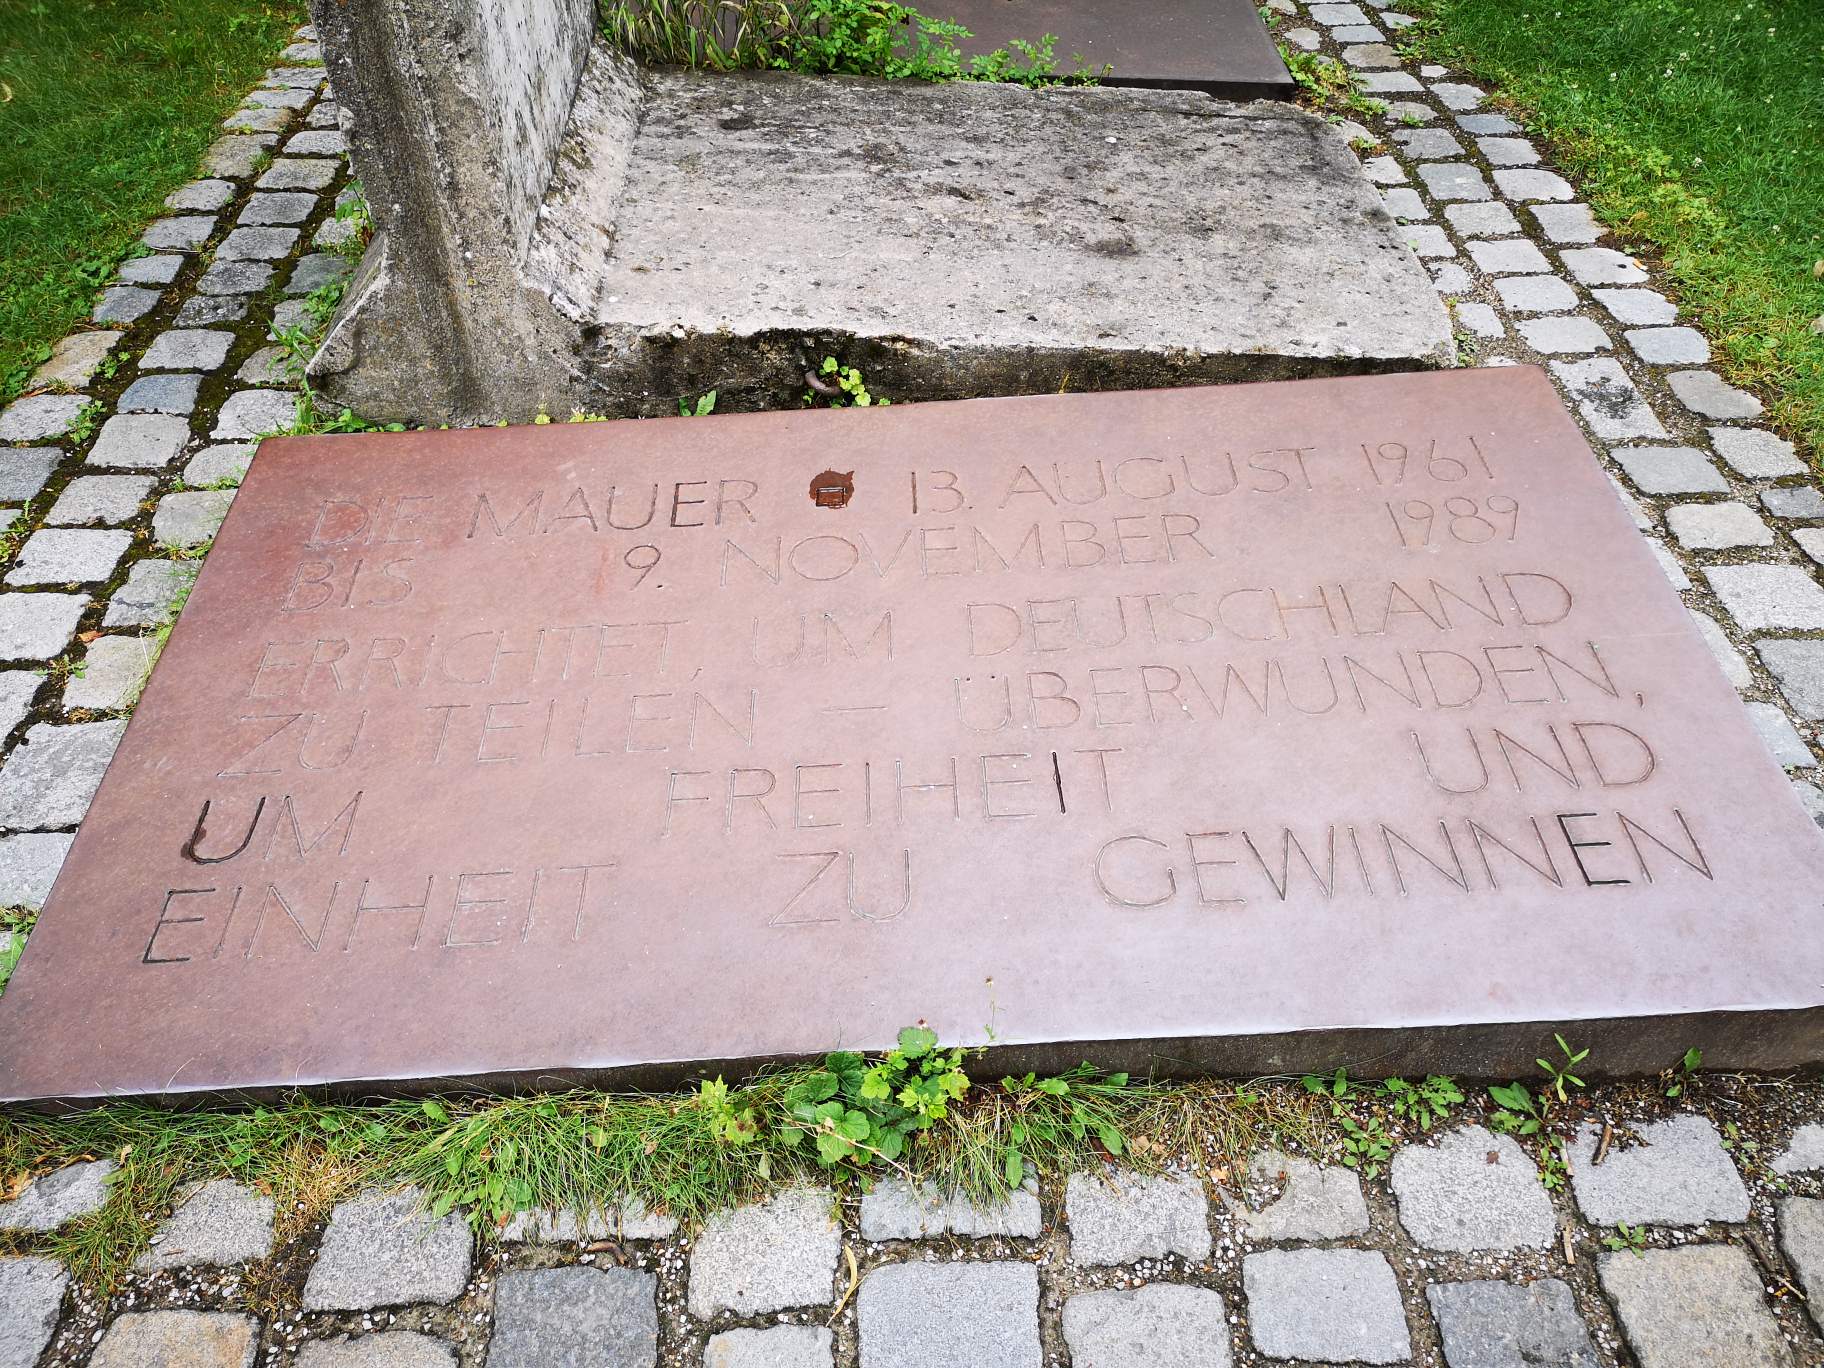 DIE MAUER 13. AUGUST 1961
BIS 9. NOVEMBER 1989
ERRICHTET, UM DEUTSCHLAND
ZU TEILEN – ÜBERWUNDEN,
UM FREIHEIT UND
EINHEIT ZU GEWINNEN